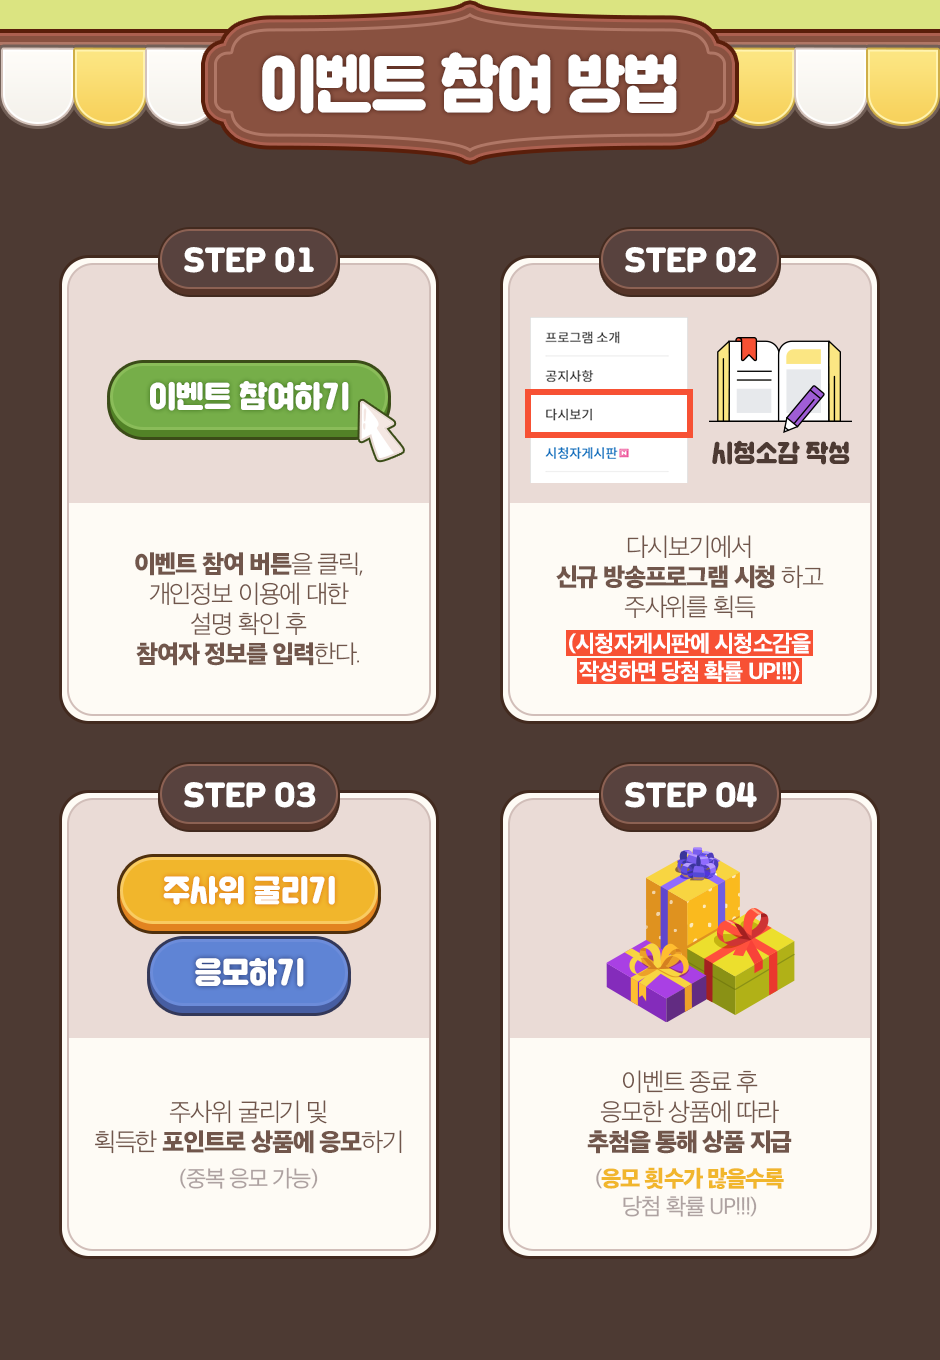 이벤트 참여 방법
STEP 01
이벤트 참여하기
이벤트 참여 버튼을 클릭,
개인정보 이용에 대한
설명 확인 후
참여자 정보를 입력한다.
STEP 02
프로그램 소개
공지사항
다시보기
시청자게시판 N
시청소감 작성
다시보기에서
신규 방송프로그램 시청 하고
주사위를 획득
(시청자게시판에 시청소감을
작성하면 당첨 확률 UP!!!)
STEP 03
주사위 굴리기
응모하기
주사위 굴리기 및
획득한 포인트로 상품에 응모하기
(중복 응모 가능)
STEP 04
이벤트 종료 후
응모한 상품에 따라
추첨을 통해 상품 지급
(응모 횟수가 많을수록
당첨 확률 UP!!!)